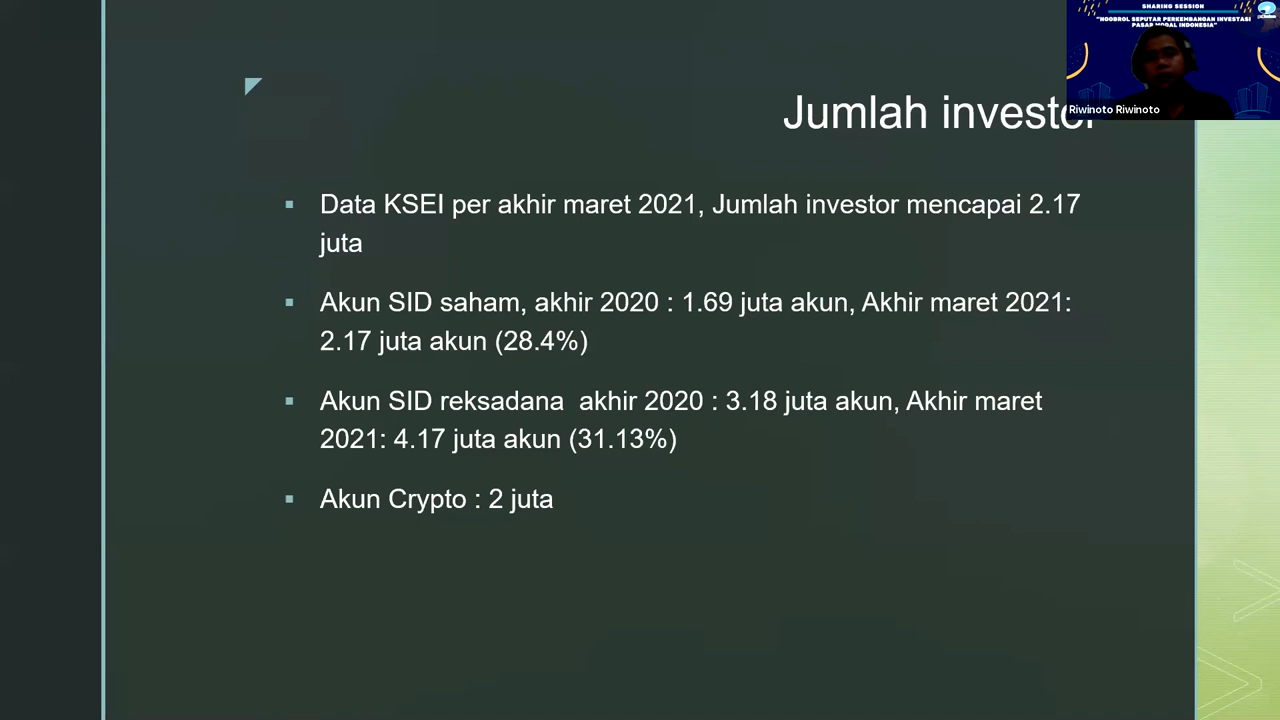 SHARING SESSION
"NGOBROL SEPUTAR PERKEMBANGAN INVESTASI
PASAR MODAL INDONESIA"
Riwinoto Riwinoto
Jumlah investor
Data KSEI per akhir maret 2021, Jumlah investor mencapai 2.17
juta
Akun SID saham, akhir 2020 : 1.69 juta akun, Akhir maret 2021:
2.17 juta akun (28.4%)
Akun SID reksadana  akhir 2020 : 3.18 juta akun, Akhir maret
2021: 4.17 juta akun (31.13%)
Akun Crypto : 2 juta